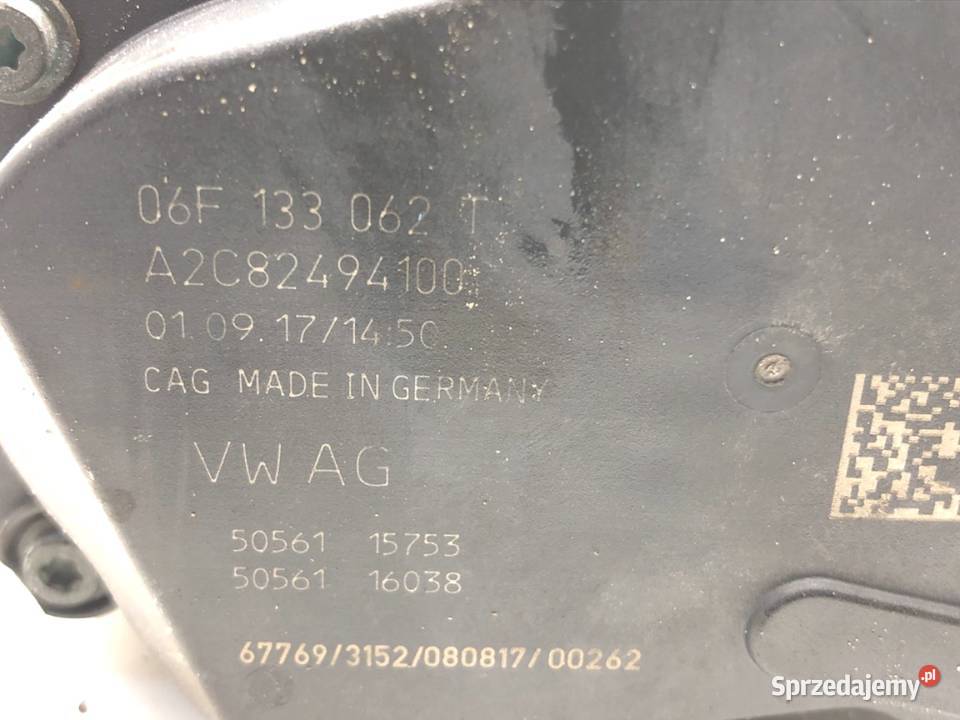 06F 133 062 T
A2C82494100
01.09.17/14:50
CAG MADE IN GERMANY
VW AG
50561 15753
50561 16038
67769/3152/080817/00262
Sprzedajemy.pl